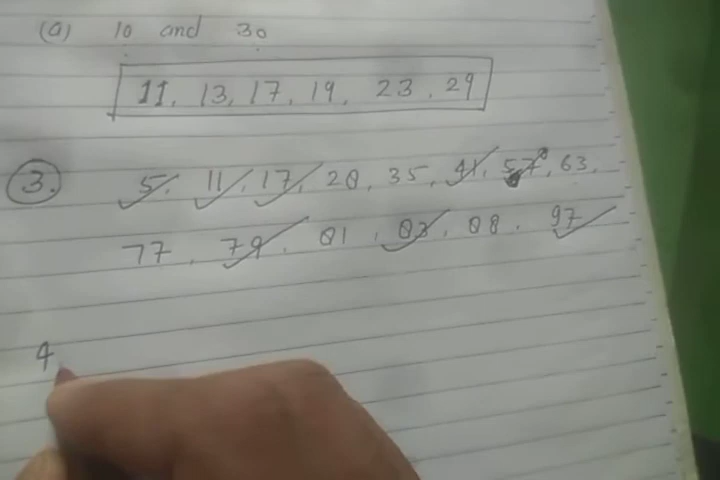 (a) 10 and 30
11, 13, 17, 19, 23, 29
3. 5, 11, 17, 28, 35, 41, 57, 63,
77, 79, 81, 83, 88, 97
4